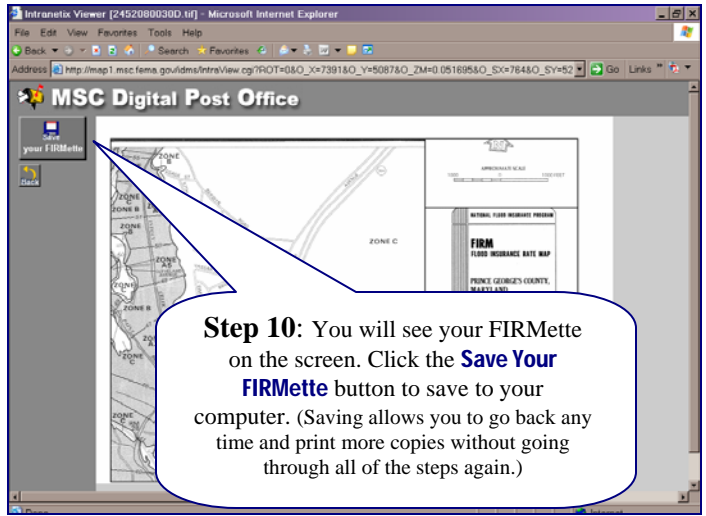 Intranetix Viewer [2452080030D.tif] - Microsoft Internet Explorer
File Edit View Favorites Tools Help
Back Search Favorites
Address http://map1.msc.fema.gov/idms/IntraView.cgi?ROT=0&O_X=7391&O_Y=5087&O_ZM=0.051695&O_SX=764&O_SY=52 Go Links "
MSC Digital Post Office
Save
your FIRMette
Back
ZONE
B
APPROXIMATE SCALE
ZONE
ZONE B
ZONE C
NATIONAL FLOOD INSURANCE PROGRAM
FIRM
FLOOD INSURANCE RATE MAP
PRINCE GEORGE'S COUNTY,
MARYLAND
Step 10: You will see your FIRMette
on the screen. Click the Save Your
FIRMette button to save to your
computer. (Saving allows you to go back any
time and print more copies without going
through all of the steps again.)
ZONE
C
Done
Internet